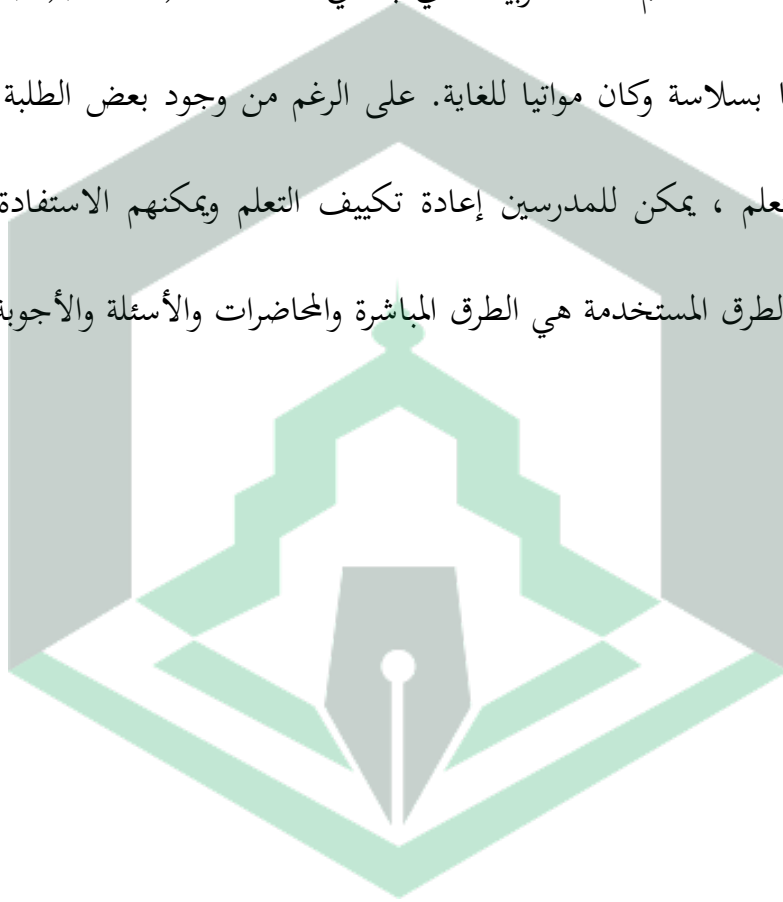 ا بسلاسة وكان مواتيا للغاية. على الرغم من وجود بعض الطلبة
علم ، يمكن للمدرسين إعادة تكييف التعلم ويمكنهم الاستفادة
لطرق المستخدمة هي الطرق المباشرة والمحاضرات والأسئلة والأجوبة